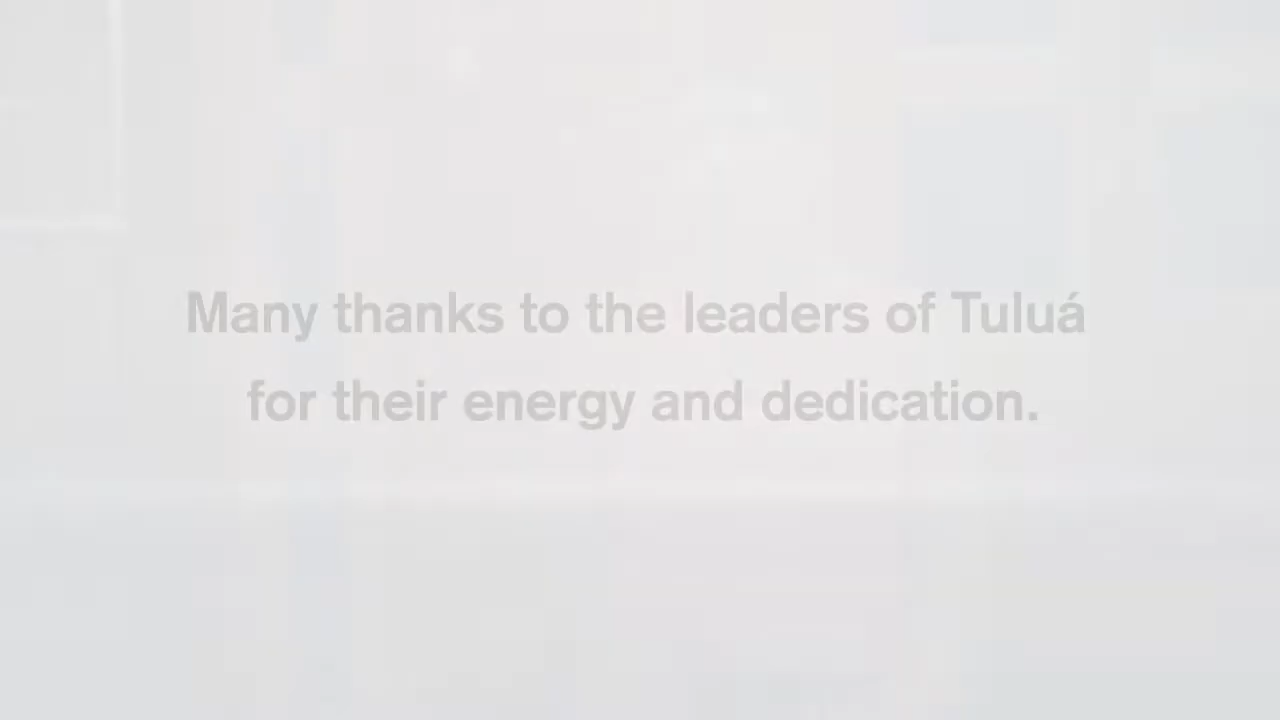 Many thanks to the leaders of Tuluá
for their energy and dedication.